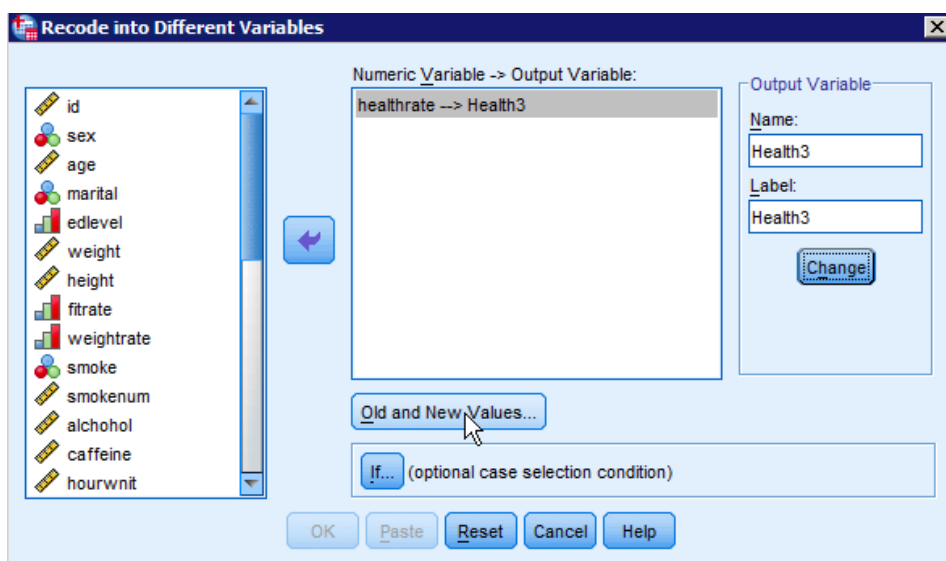 Recode into Different Variables
id
sex
age
marital
edlevel
weight
height
fitrate
weightrate
smoke
smokenum
alchohol
caffeine
hourwnit
Numeric Variable -> Output Variable:
healthrate --> Health3
Old and New Values...
If... (optional case selection condition)
Output Variable
Name:
Health3
Label:
Health3
Change
OK
Paste
Reset
Cancel
Help